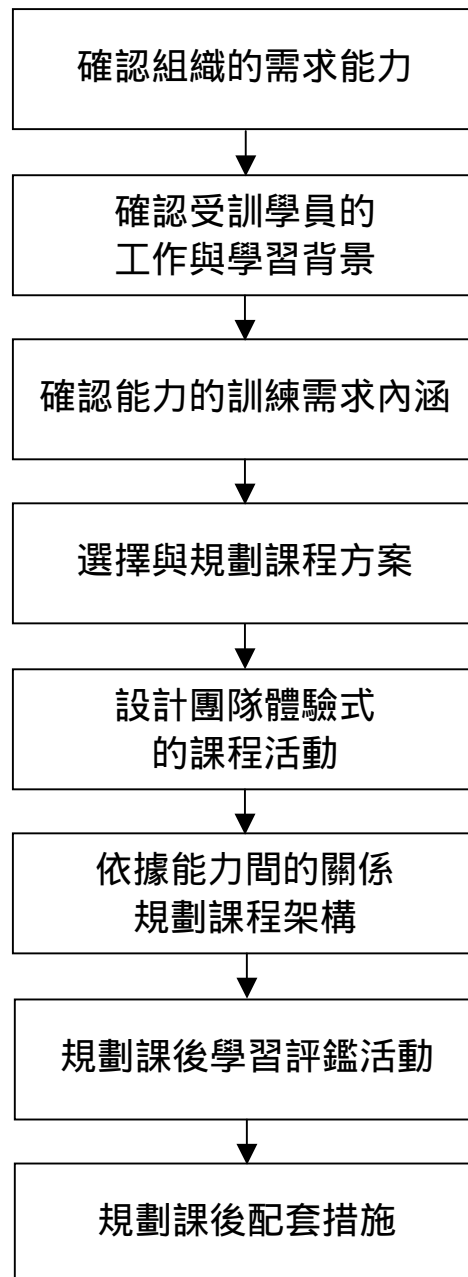 確認組織的需求能力
確認受訓學員的
工作與學習背景
確認能力的訓練需求內涵
選擇與規劃課程方案
設計團隊體驗式
的課程活動
依據能力間的關係
規劃課程架構
規劃課後學習評鑑活動
規劃課後配套措施